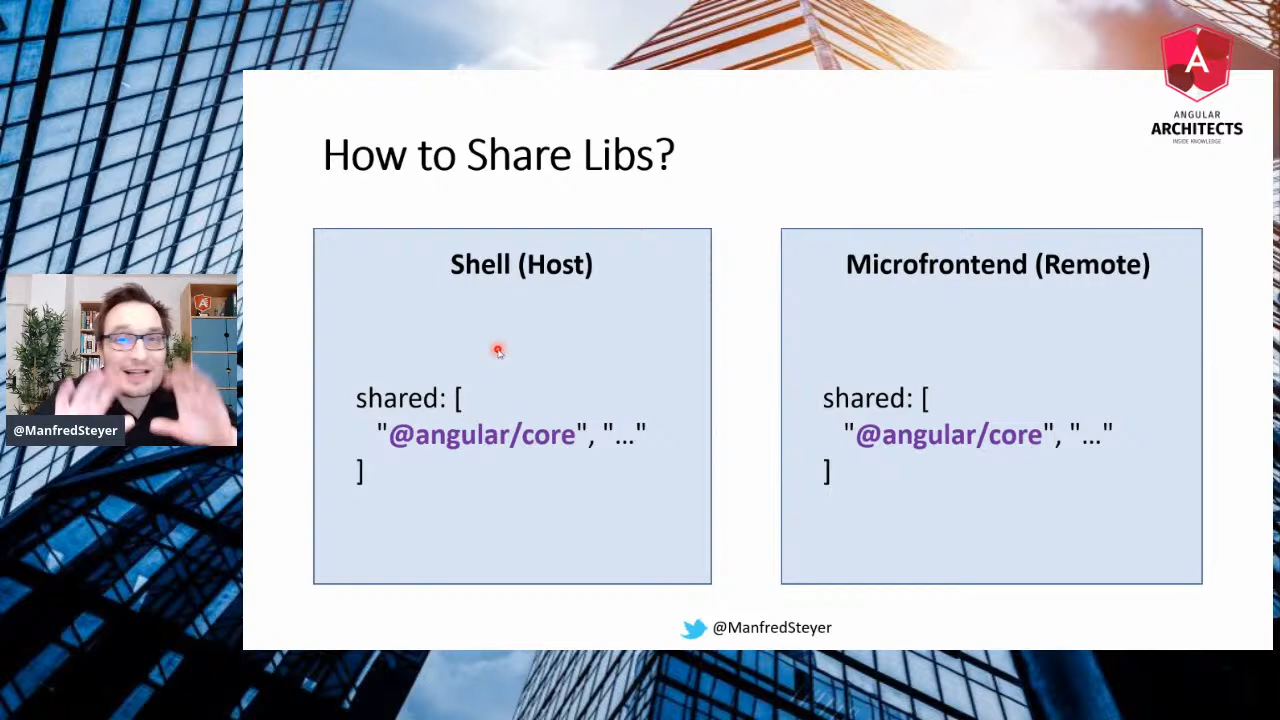 ANGULAR
ARCHITECTS
INSIDE KNOWLEDGE
How to Share Libs?
Shell (Host)
shared: [
"@angular/core", "..."
]
Microfrontend (Remote)
shared: [
"@angular/core", "..."
]
@ManfredSteyer
@ManfredSteyer